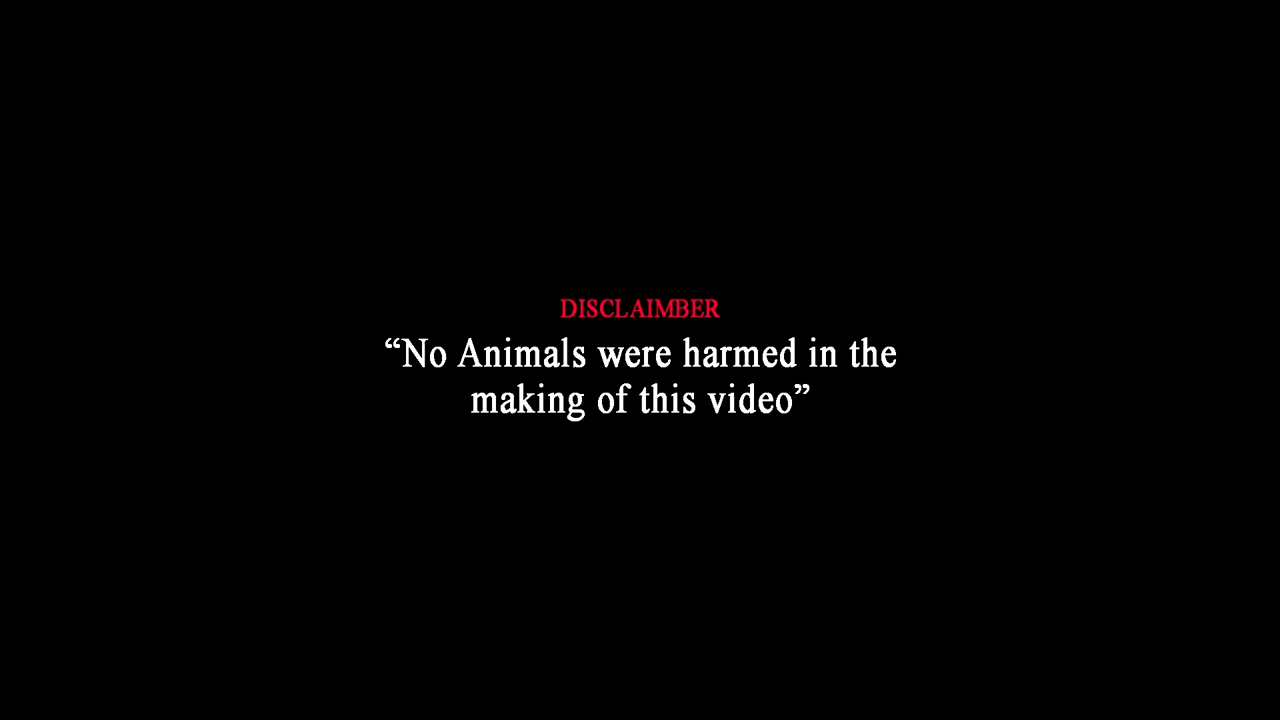 DISCLAIMBER
“No Animals were harmed in the
making of this video”